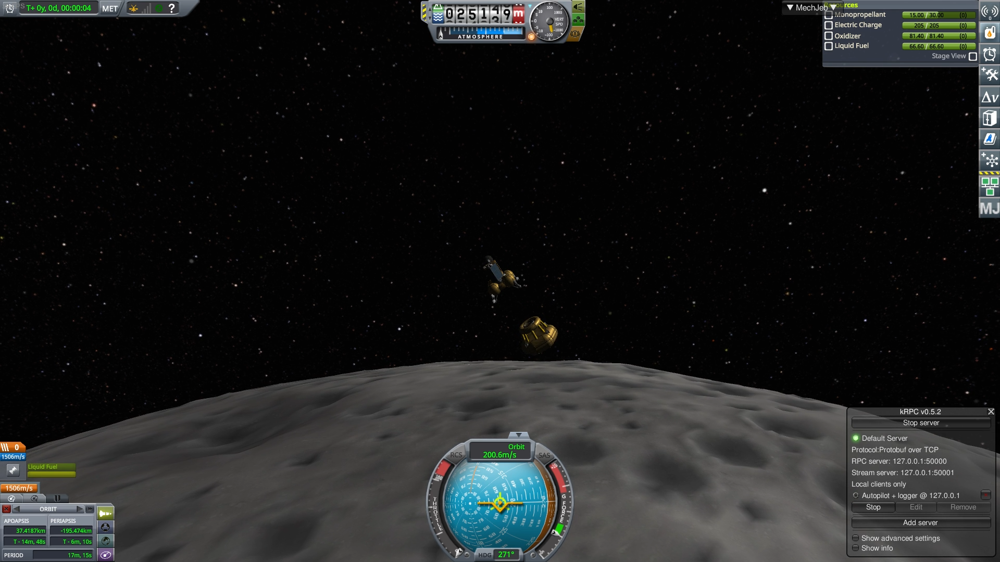 T+ 0y, 0d, 00:00:04
MET
?
025149 m
ATMOSPHERE
VERT
SPD
MechJeb
Monopropellant 15.00 / 30.00 (0)
Electric Charge 205 / 205 (0)
Oxidizer 81.40 / 81.40 (0)
Liquid Fuel 66.60 / 66.60 (0)
Stage View
Δv
MJ
0
1506m/s
Liquid Fuel
1506m/s
ORBIT
APOAPSIS PERIAPSIS
37.4187km -195.474km
T - 14m, 48s T - 6m, 10s
PERIOD 17m, 15s
Orbit
200.6m/s
RCS
SAS
THROTTLE
G FORCE
HDG 271°
kRPC v0.5.2
Stop server
Default Server
Protocol:Protobuf over TCP
RPC server: 127.0.0.1:50000
Stream server: 127.0.0.1:50001
Local clients only
Autopilot + logger @ 127.0.0.1
Stop Edit Remove
Add server
Show advanced settings
Show info